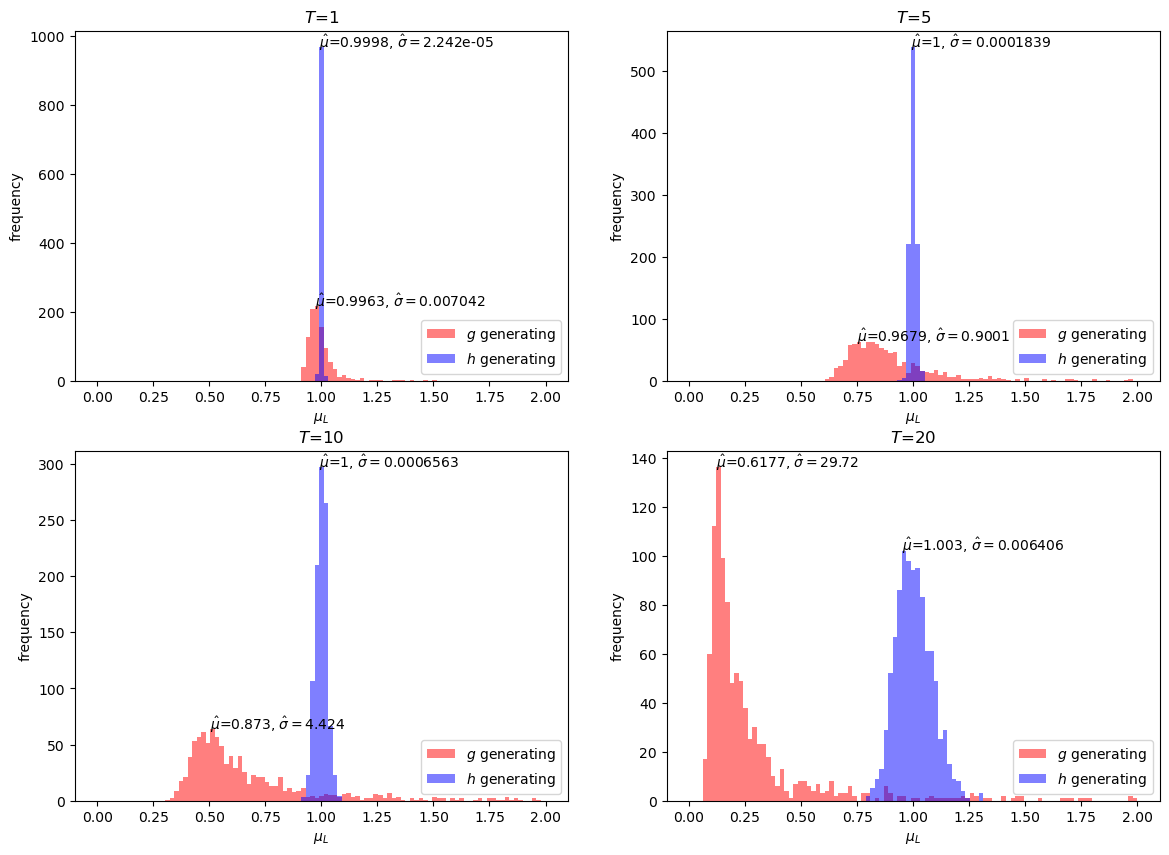 T=1
μ̂=0.9998, σ̂ = 2.242e-05
μ̂=0.9963, σ̂ = 0.007042
g generating
h generating
frequency
0
200
400
600
800
1000
0.00 0.25 0.50 0.75 1.00 1.25 1.50 1.75 2.00
μ_L
T=5
μ̂=1, σ̂ = 0.0001839
μ̂=0.9679, σ̂ = 0.9001
g generating
h generating
frequency
0
100
200
300
400
500
0.00 0.25 0.50 0.75 1.00 1.25 1.50 1.75 2.00
μ_L
T=10
μ̂=1, σ̂ = 0.0006563
μ̂=0.873, σ̂ = 4.424
g generating
h generating
frequency
0
50
100
150
200
250
300
0.00 0.25 0.50 0.75 1.00 1.25 1.50 1.75 2.00
μ_L
T=20
μ̂=0.6177, σ̂ = 29.72
μ̂=1.003, σ̂ = 0.006406
g generating
h generating
frequency
0
20
40
60
80
100
120
140
0.00 0.25 0.50 0.75 1.00 1.25 1.50 1.75 2.00
μ_L